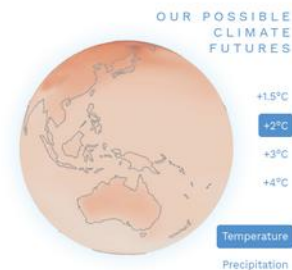 OUR POSSIBLE
CLIMATE
FUTURES
+1.5°C
+2°C
+3°C
+4°C
Temperature
Precipitation